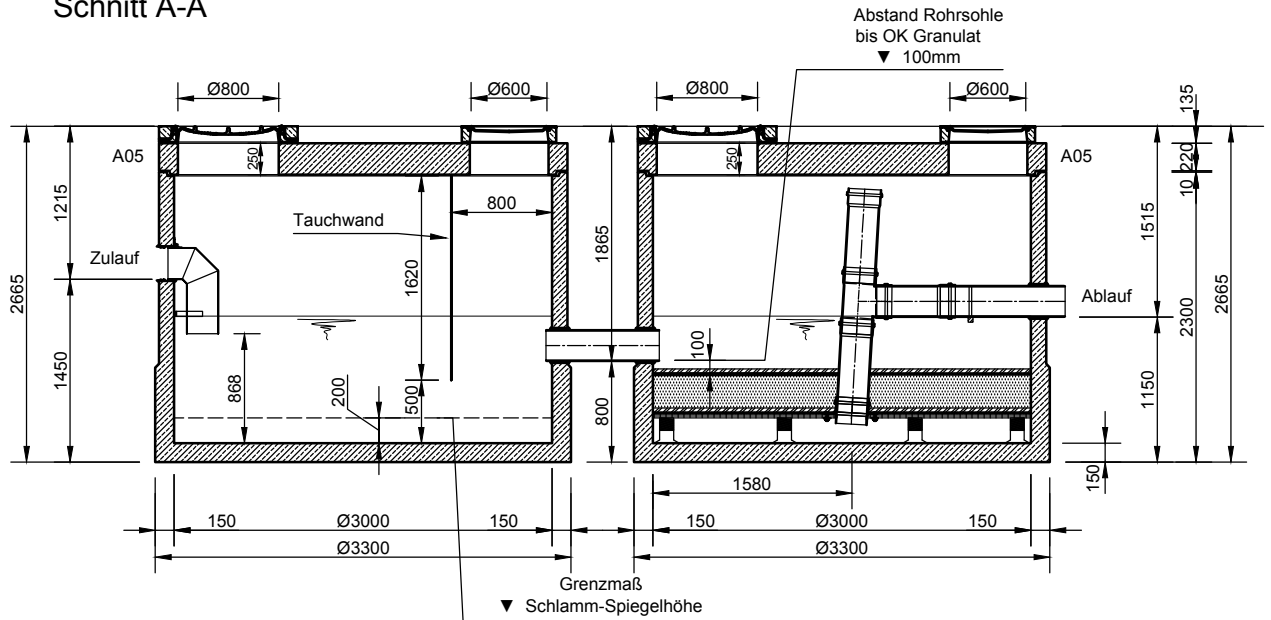 Schnitt A-A
Abstand Rohrsohle
bis OK Granulat
▼ 100mm
Ø800
Ø600
Ø800
Ø600
135
A05
250
250
A05
220
10
1215
Tauchwand
800
1865
1515
Zulauf
1620
Ablauf
2665
2300
2665
100
1450
868
200
500
800
1150
150
1580
150
Ø3000
150
150
Ø3000
150
Ø3300
Ø3300
Grenzmaß
▼ Schlamm-Spiegelhöhe